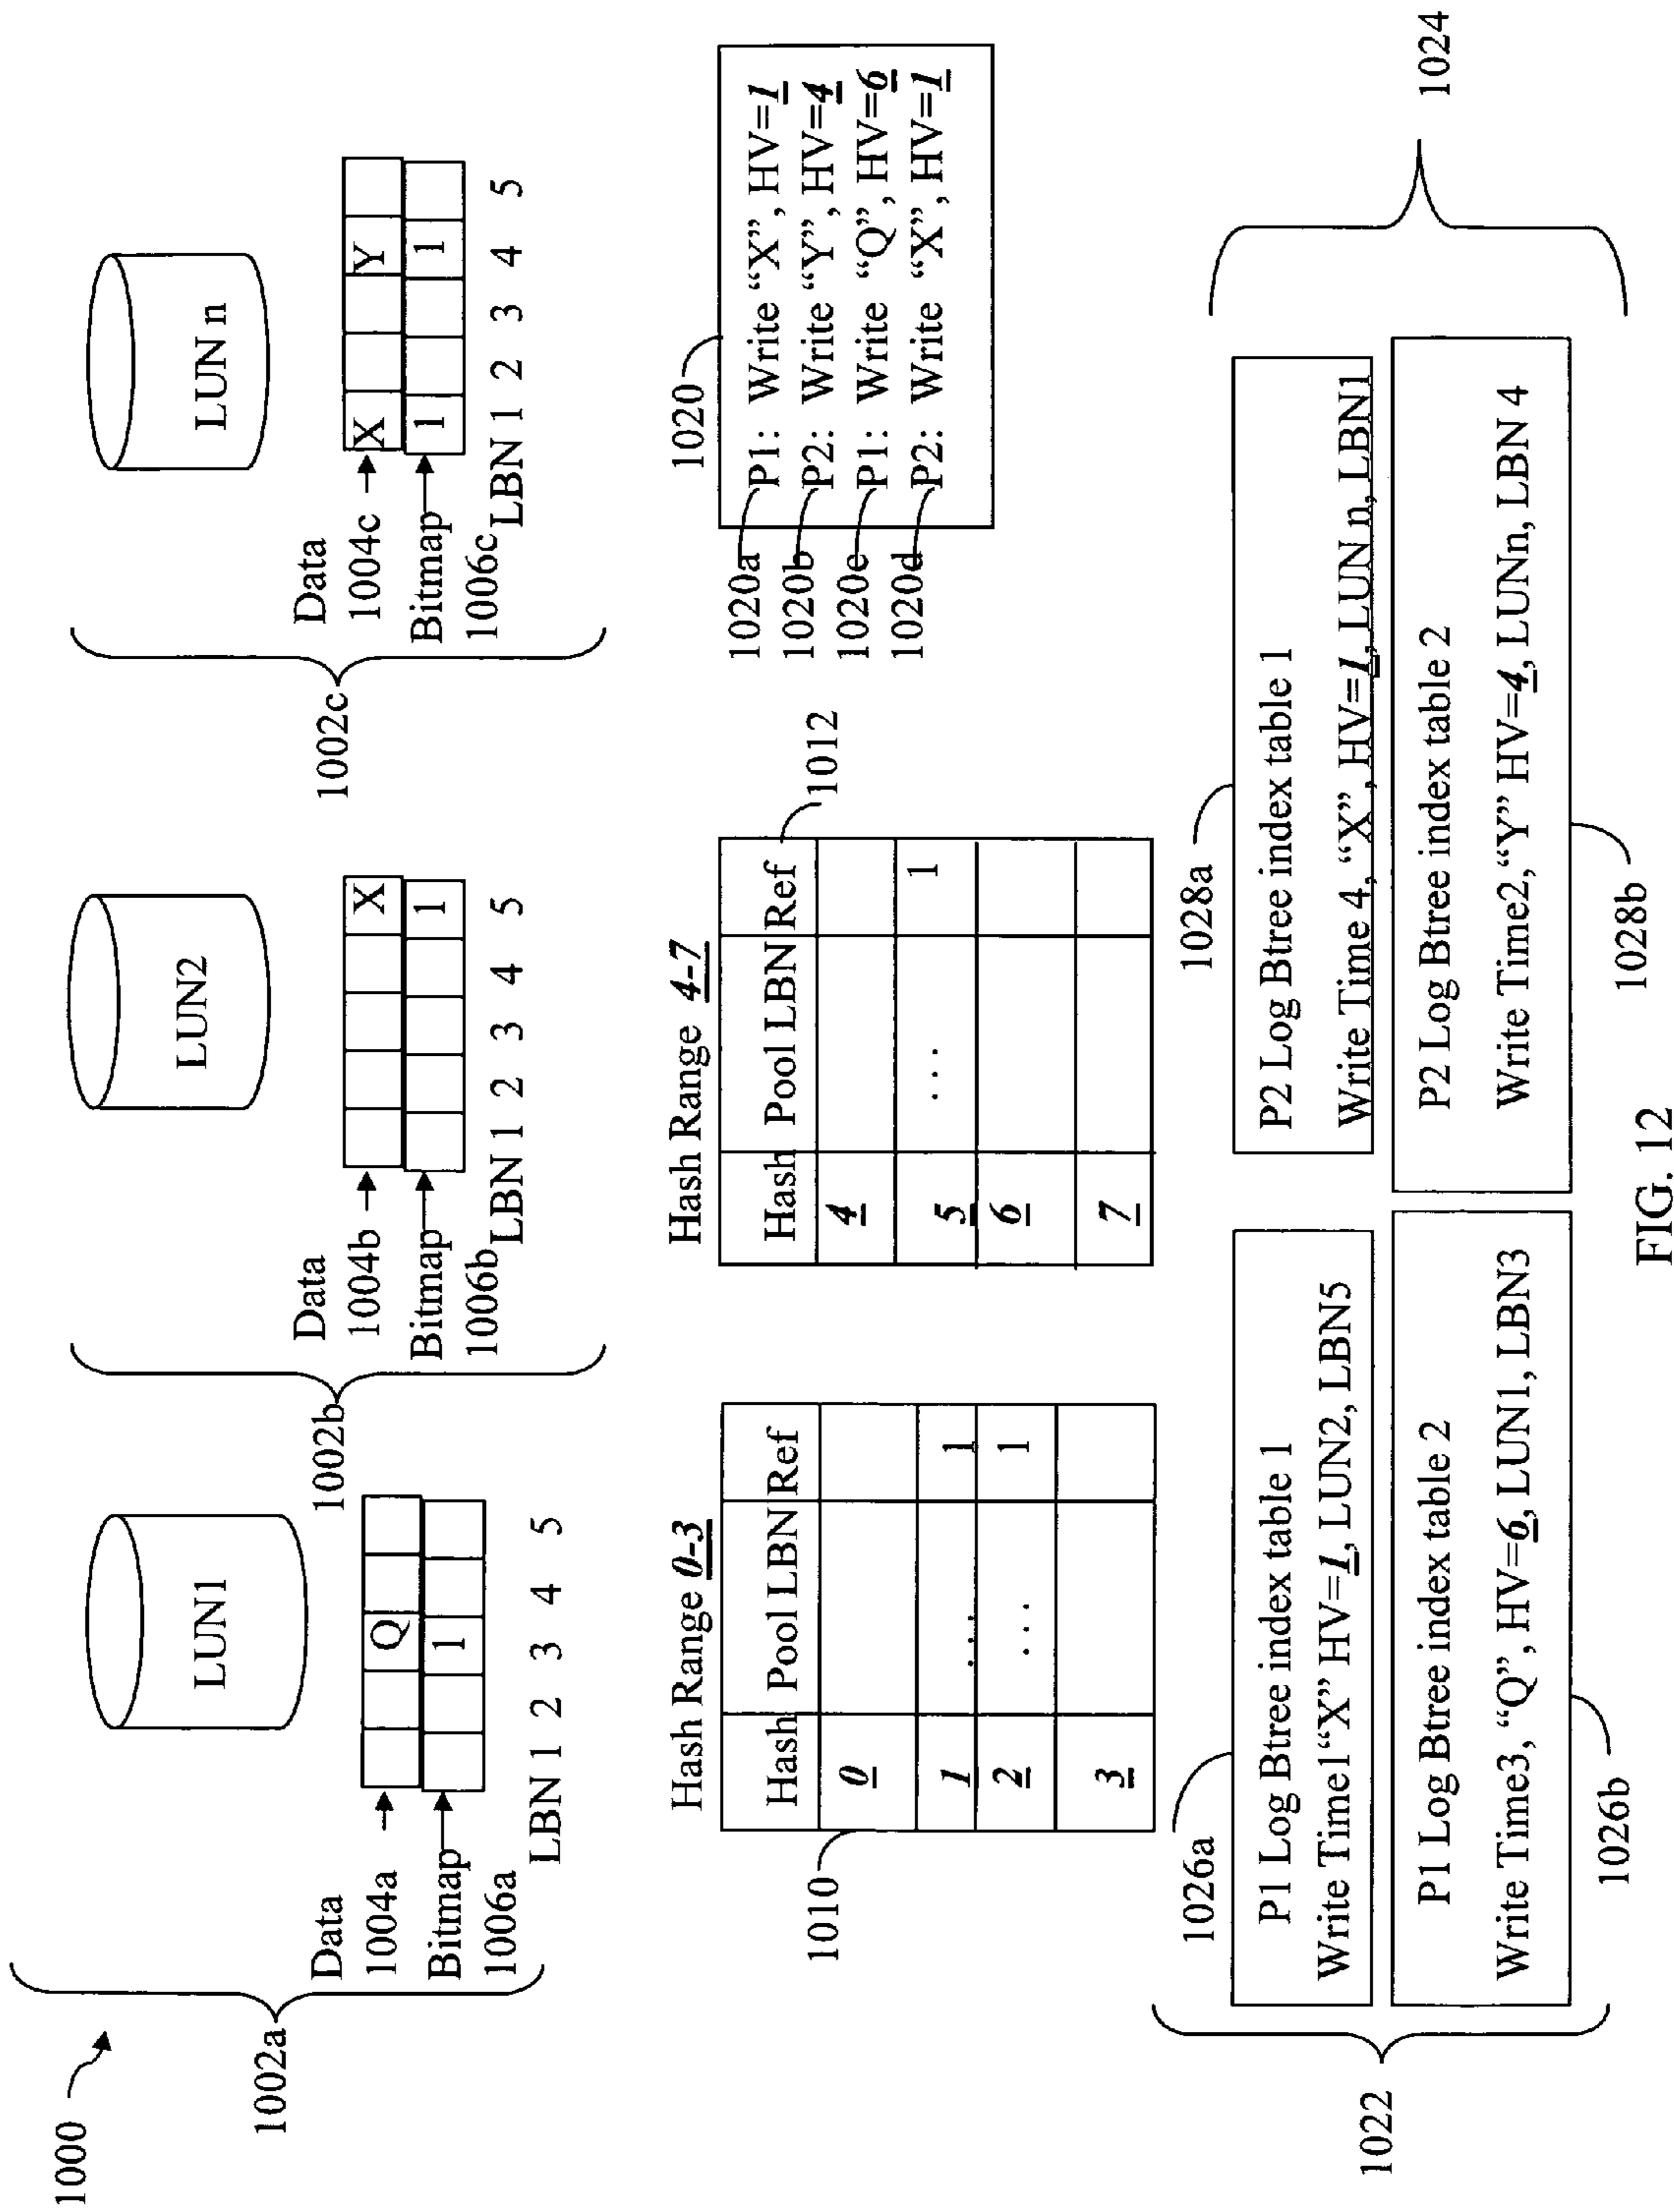 1000
1002a
LUN1
Data
1004a
Q
Bitmap
1006a
1
LBN 1 2 3 4 5
1002b
LUN2
Data
1004b
X
Bitmap
1006b
1
LBN 1 2 3 4 5
1002c
LUN n
Data
1004c
X Y
Bitmap
1006c
1 1
LBN 1 2 3 4 5
1010
Hash Range 0-3
Hash Pool LBN Ref
0
1 ... 1
2 ... 1
3
Hash Range 4-7
Hash Pool LBN Ref
1012
4
5 ... 1
6
7
1020
1020a P1: Write “X”, HV=1
1020b P2: Write “Y”, HV=4
1020e P1: Write “Q”, HV=6
1020d P2: Write “X”, HV=1
1022
1026a
P1 Log Btree index table 1
Write Time1“X” HV=1, LUN2, LBN5
P1 Log Btree index table 2
Write Time3, “Q”, HV=6, LUN1, LBN3
1026b
1028a
P2 Log Btree index table 1
Write Time 4, “X”, HV=1, LUN n, LBN1
P2 Log Btree index table 2
Write Time2, “Y” HV=4, LUNn, LBN 4
1028b
1024
FIG. 12